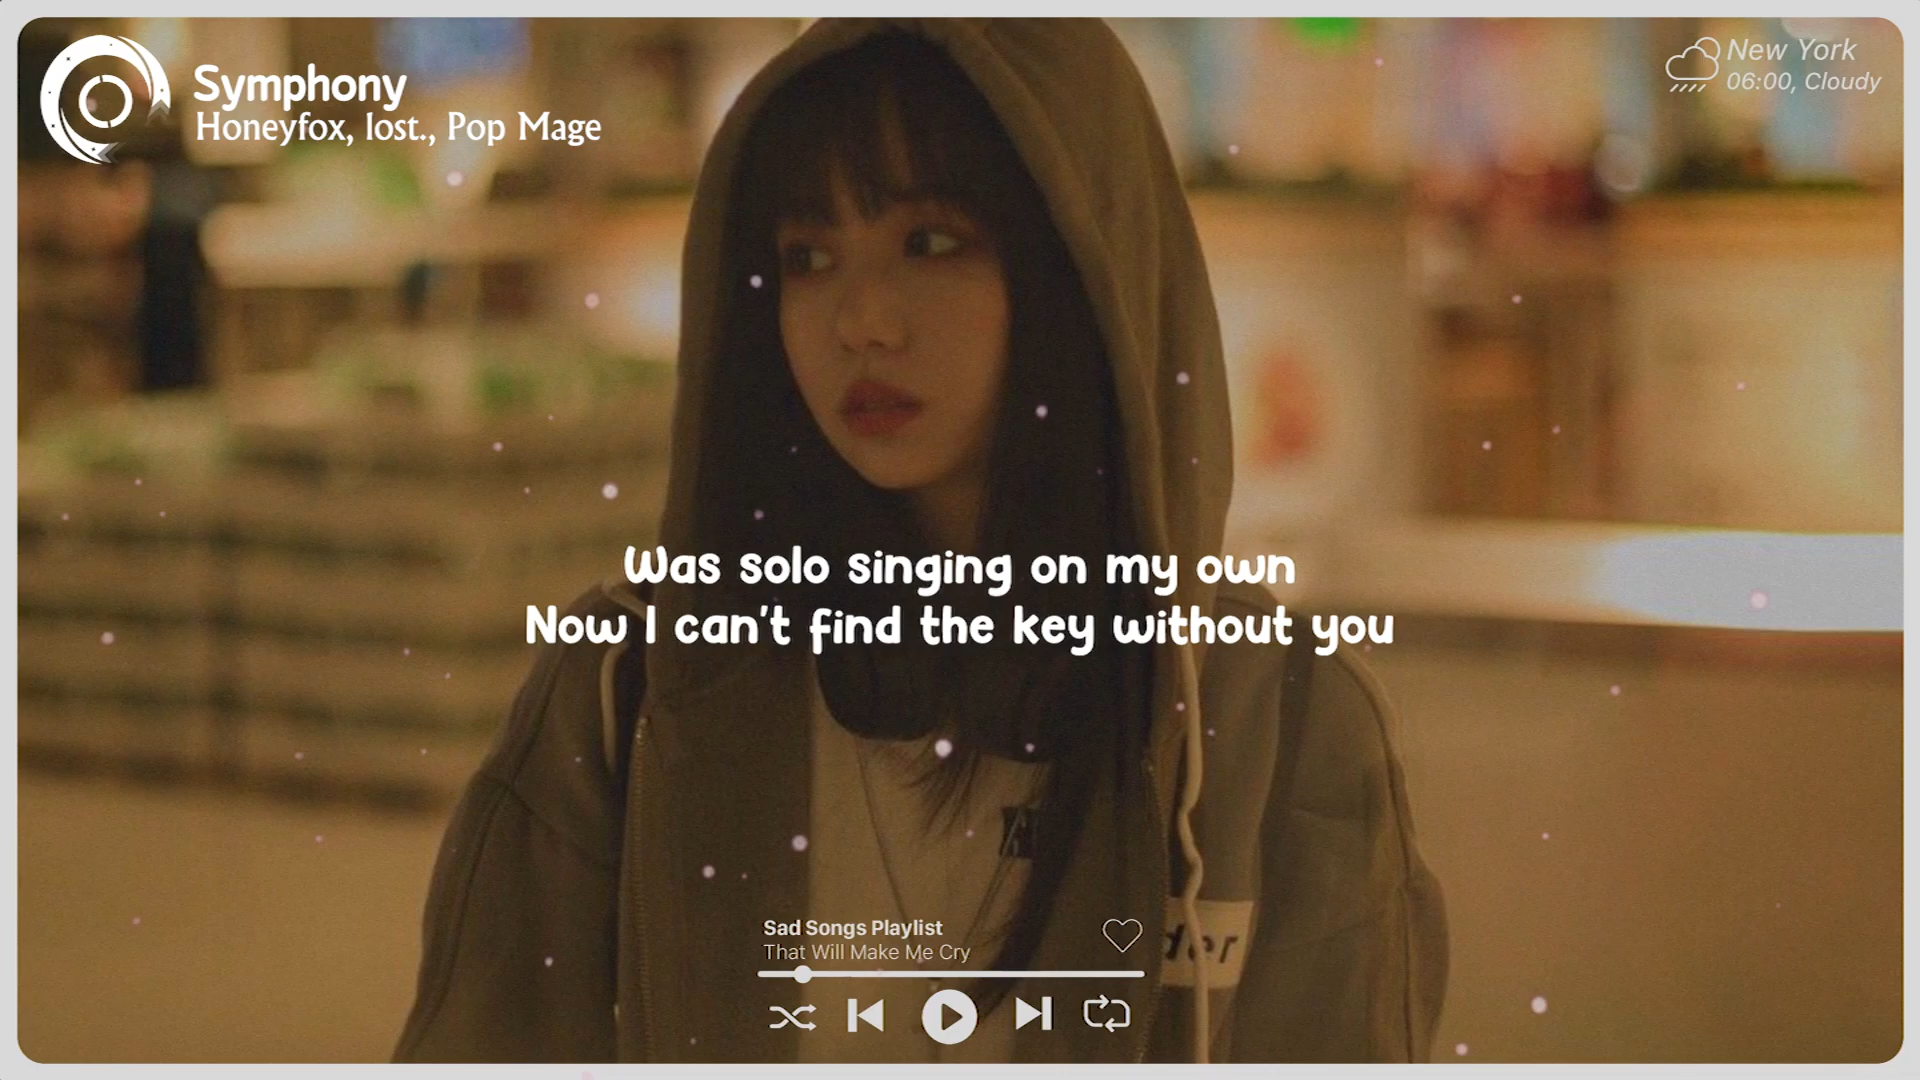 Symphony
Honeyfox, lost., Pop Mage
New York
06:00, Cloudy
Was solo singing on my own
Now I can't find the key without you
der
Sad Songs Playlist
That Will Make Me Cry